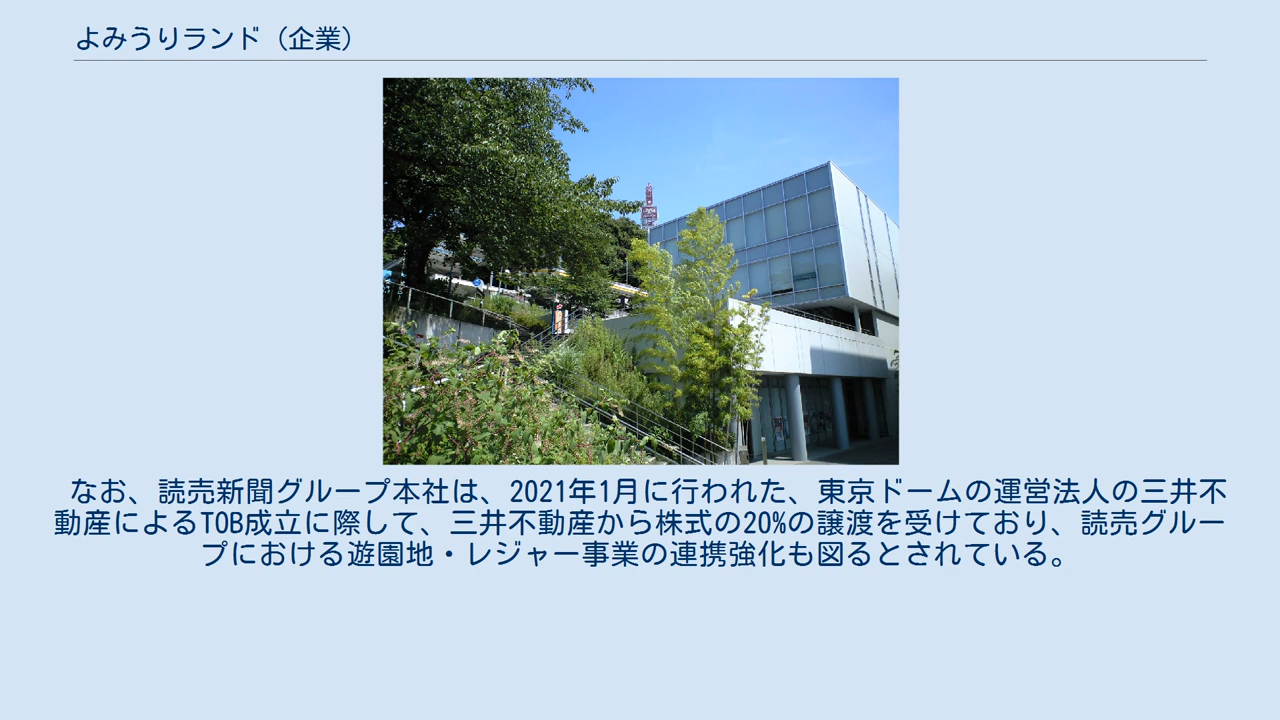 よみうりランド（企業）
なお、読売新聞グループ本社は、2021年1月に行われた、東京ドームの運営法人の三井不
動産によるTOB成立に際して、三井不動産から株式の20%の譲渡を受けており、読売グルー
プにおける遊園地・レジャー事業の連携強化も図るとされている。